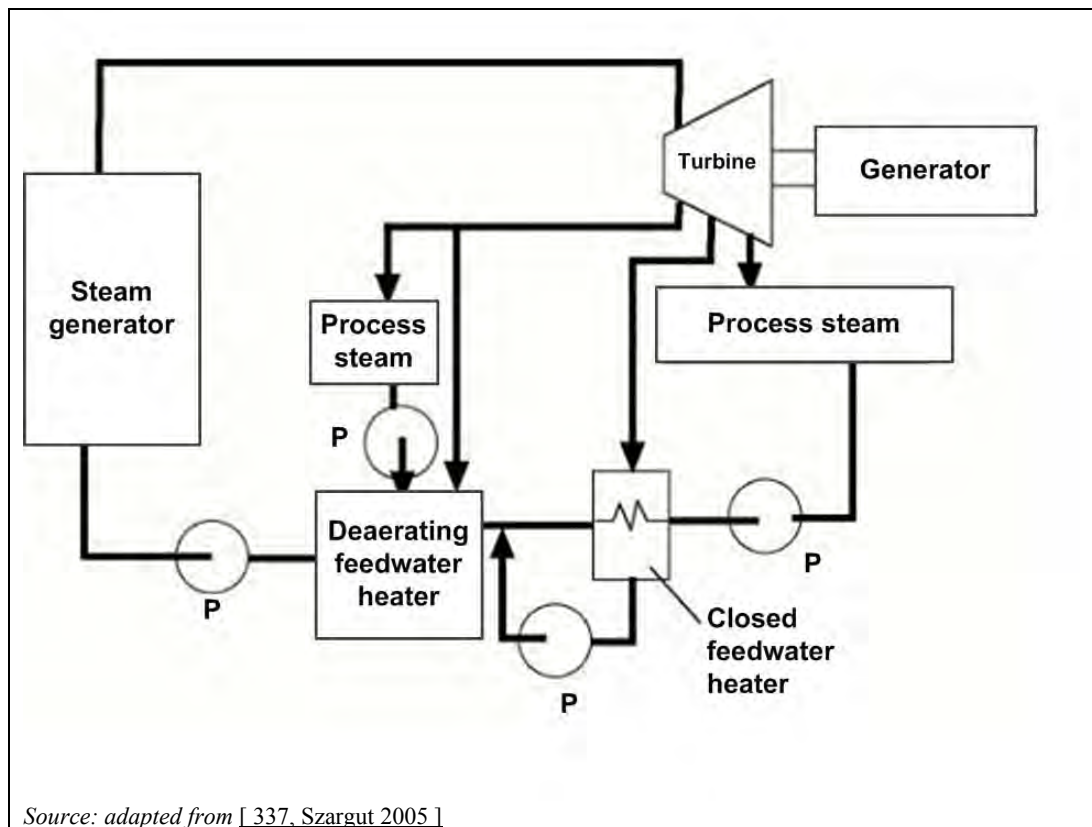 Turbine
Generator
Steam
generator
Process
steam
Process steam
P
Deaerating
feedwater
heater
P
P
P
Closed
feedwater
heater
Source: adapted from [ 337, Szargut 2005 ]